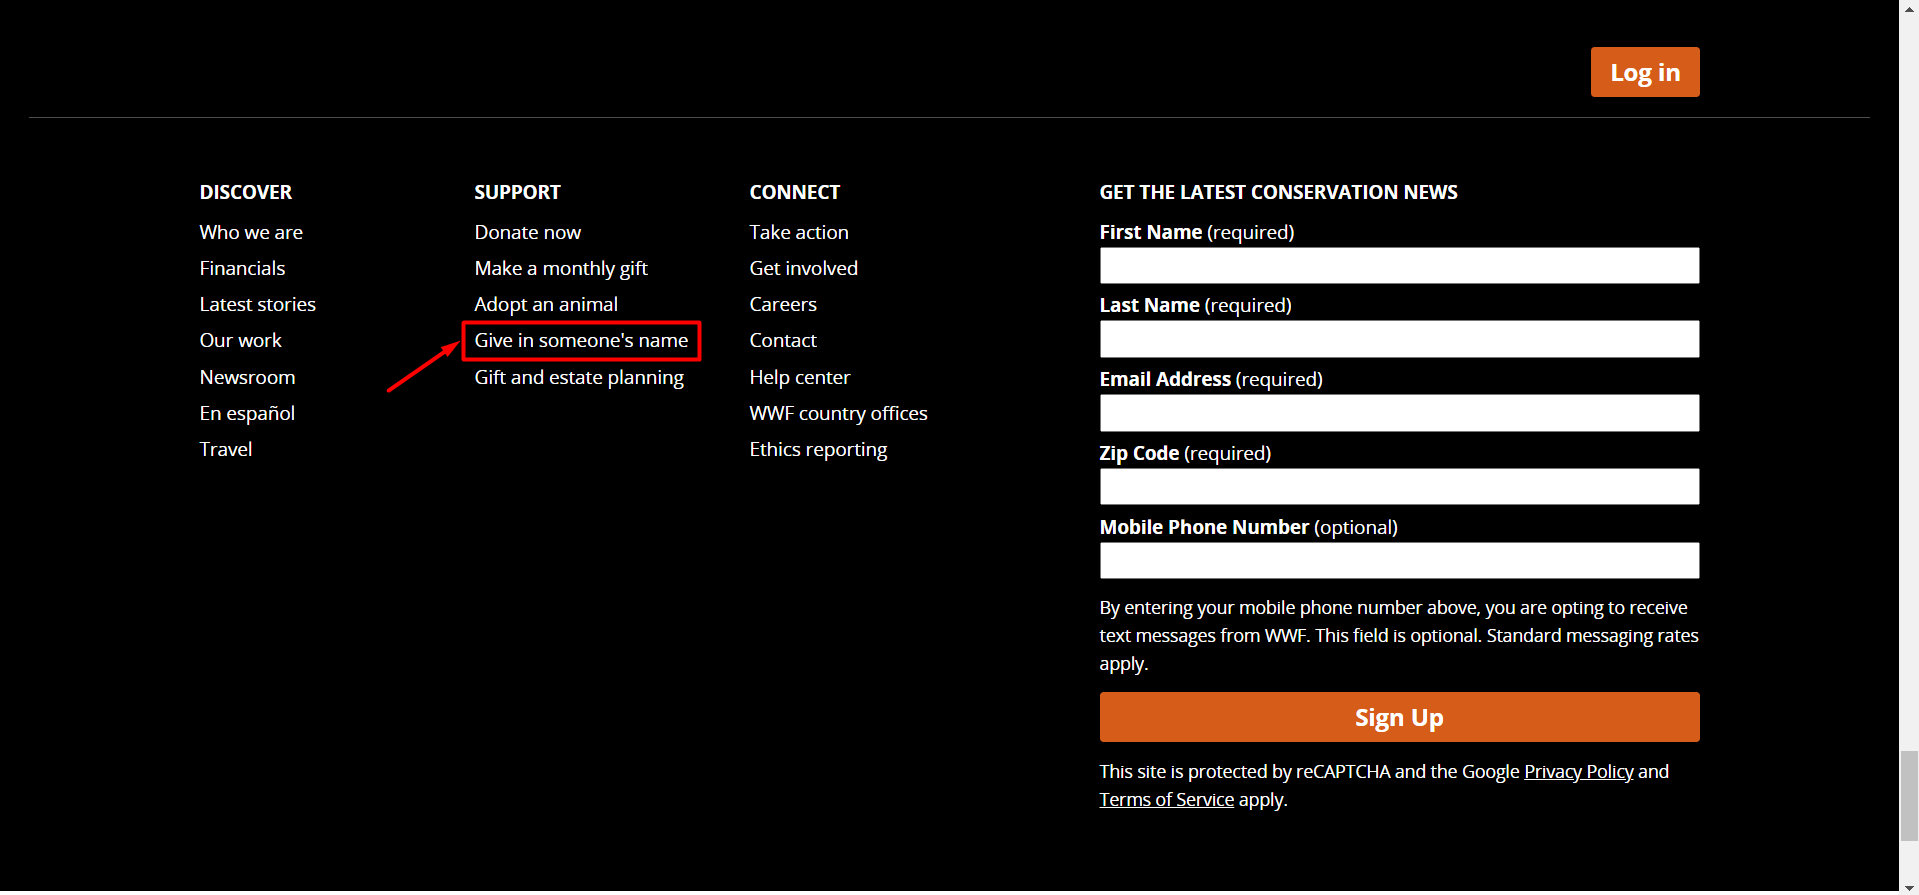 Log in
DISCOVER
Who we are
Financials
Latest stories
Our work
Newsroom
En español
Travel
SUPPORT
Donate now
Make a monthly gift
Adopt an animal
Give in someone's name
Gift and estate planning
CONNECT
Take action
Get involved
Careers
Contact
Help center
WWF country offices
Ethics reporting
GET THE LATEST CONSERVATION NEWS
First Name (required)
Last Name (required)
Email Address (required)
Zip Code (required)
Mobile Phone Number (optional)
By entering your mobile phone number above, you are opting to receive
text messages from WWF. This field is optional. Standard messaging rates
apply.
Sign Up
This site is protected by reCAPTCHA and the Google Privacy Policy and
Terms of Service apply.